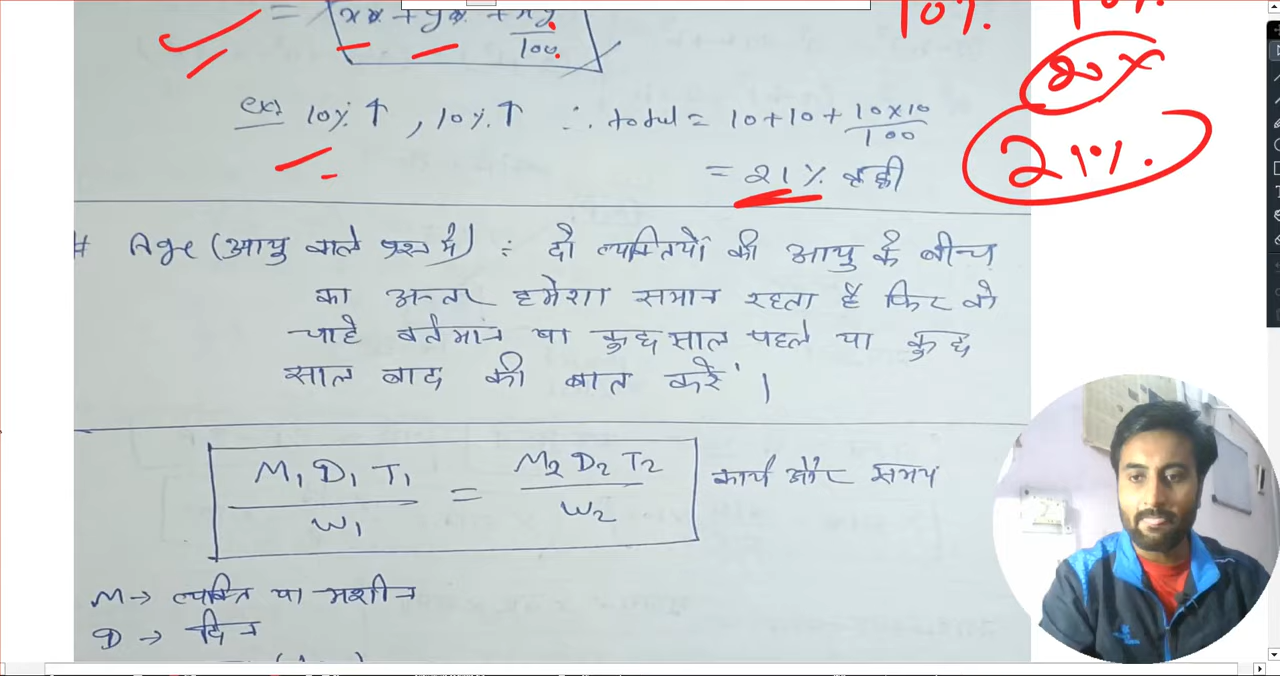 = x% + y% + xy/100
10%. 10%.
ex: 10% ↑ , 10%. ↑ ∴ total = 10 + 10 + 10x10/100
20%
= 21% वृद्धी
21%.
# Age (आयु वाले प्रश्न में) : दो व्यक्तियों की आयु के बीच
का अन्तर हमेशा समान रहता है फिर वो
चाहे वर्तमान या कुछ साल पहले या कुछ
साल बाद की बात करें ।
M₁ D₁ T₁ / W₁ = M₂ D₂ T₂ / W₂ कार्य और समय
M → व्यक्ति या मशीन
D → दिन